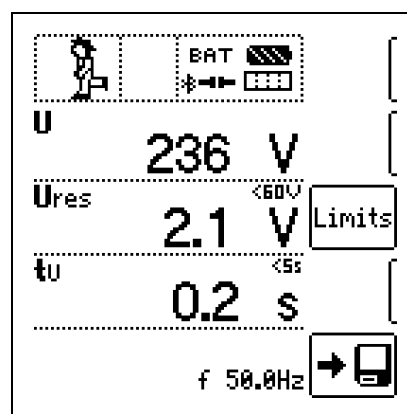 BAT
U
236 V
Ures <60V
2.1 V
Limits
tU <5s
0.2 s
f 50.0Hz